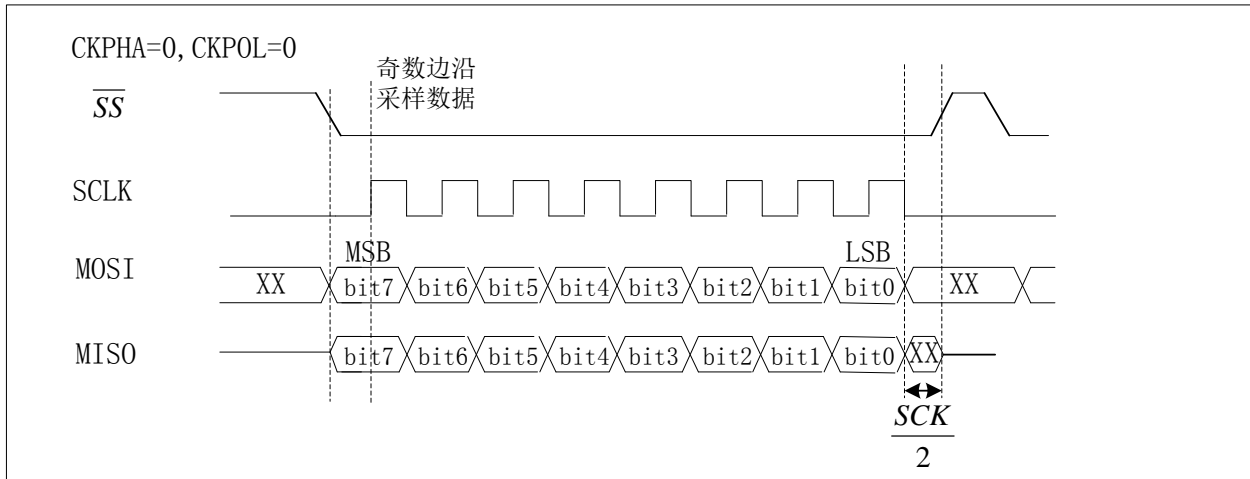 CKPHA=0, CKPOL=0
奇数边沿
采样数据
SS
SCLK
MSB LSB
MOSI XX bit7 bit6 bit5 bit4 bit3 bit2 bit1 bit0 XX
MISO bit7 bit6 bit5 bit4 bit3 bit2 bit1 bit0 XX
SCK
2